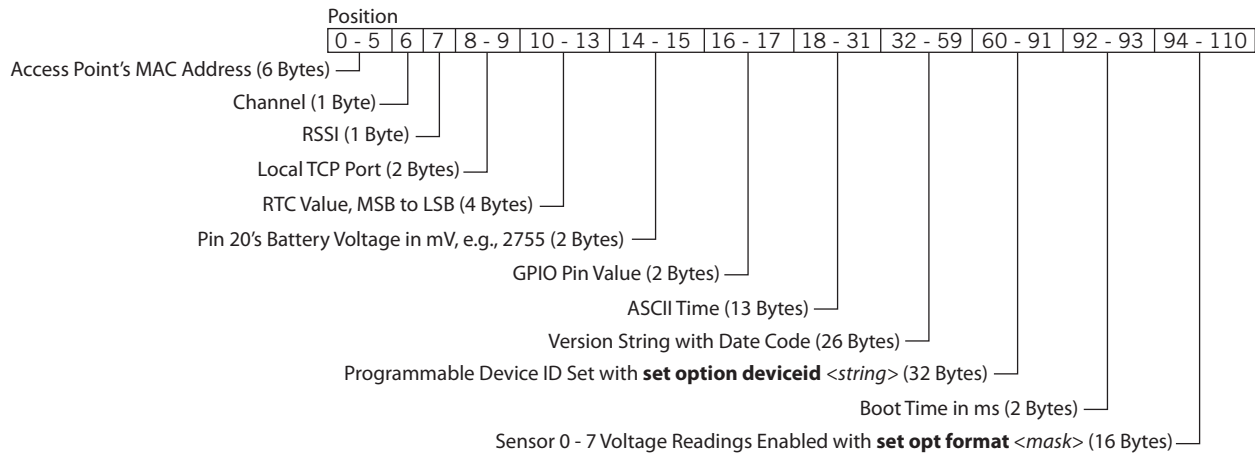 Position
0 - 5 6 7 8 - 9 10 - 13 14 - 15 16 - 17 18 - 31 32 - 59 60 - 91 92 - 93 94 - 110
Access Point’s MAC Address (6 Bytes)
Channel (1 Byte)
RSSI (1 Byte)
Local TCP Port (2 Bytes)
RTC Value, MSB to LSB (4 Bytes)
Pin 20’s Battery Voltage in mV, e.g., 2755 (2 Bytes)
GPIO Pin Value (2 Bytes)
ASCII Time (13 Bytes)
Version String with Date Code (26 Bytes)
Programmable Device ID Set with set option deviceid <string> (32 Bytes)
Boot Time in ms (2 Bytes)
Sensor 0 - 7 Voltage Readings Enabled with set opt format <mask> (16 Bytes)